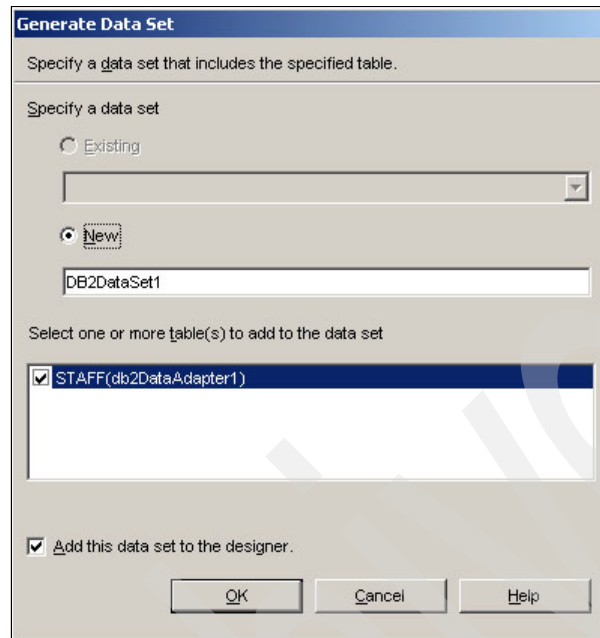 Generate Data Set
Specify a data set that includes the specified table.
Specify a data set
Existing
New
DB2DataSet1
Select one or more table(s) to add to the data set
STAFF(db2DataAdapter1)
Add this data set to the designer.
OK Cancel Help